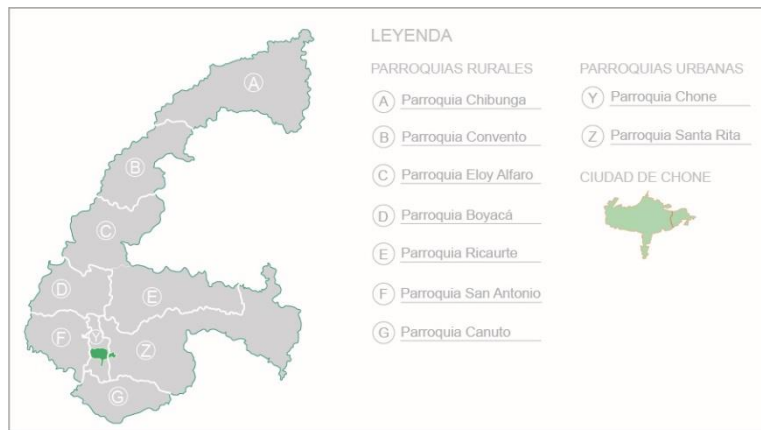 LEYENDA
PARROQUIAS RURALES
A Parroquia Chibunga
B Parroquia Convento
C Parroquia Eloy Alfaro
D Parroquia Boyacá
E Parroquia Ricaurte
F Parroquia San Antonio
G Parroquia Canuto
PARROQUIAS URBANAS
Y Parroquia Chone
Z Parroquia Santa Rita
CIUDAD DE CHONE
A
B
C
D
E
F
Y
Z
G